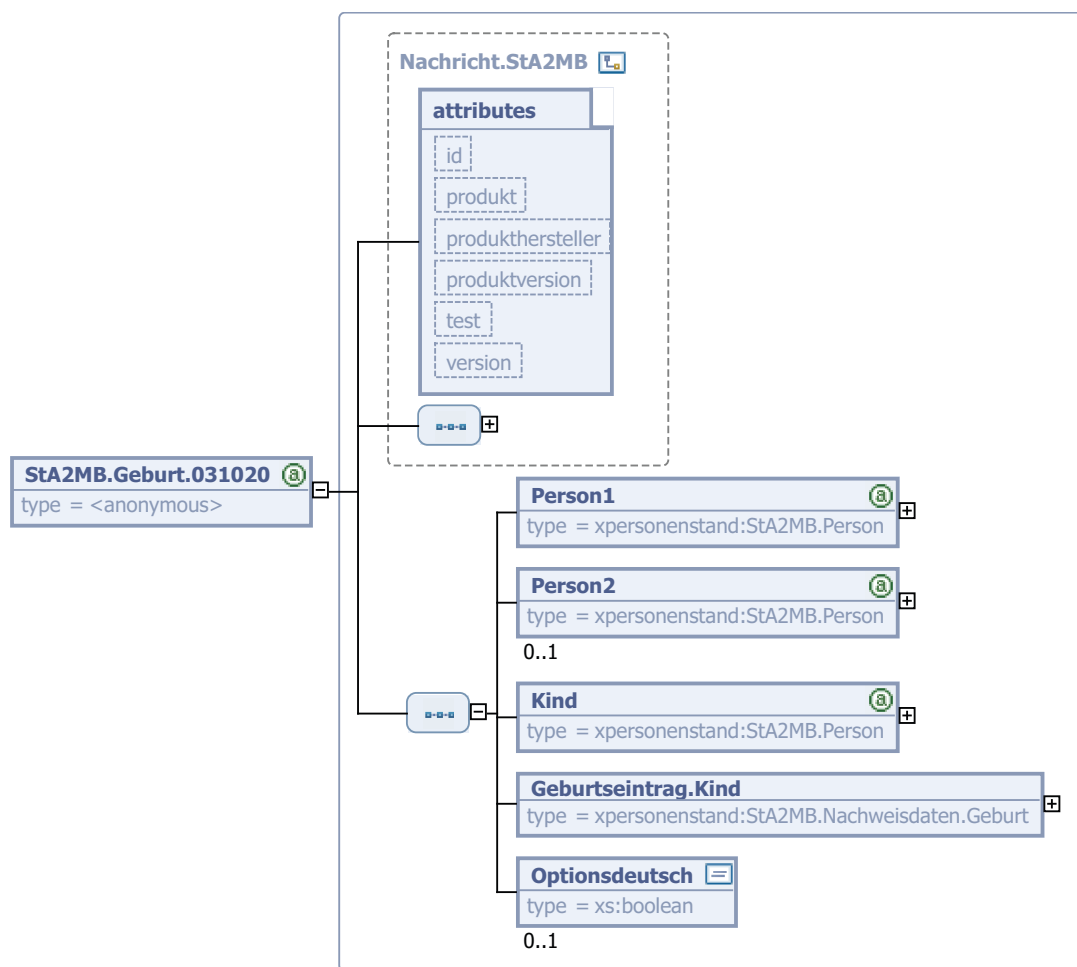 Nachricht.StA2MB
attributes
id
produkt
produkthersteller
produktversion
test
version
StA2MB.Geburt.031020
type = <anonymous>
Person1
type = xpersonenstand:StA2MB.Person
Person2
type = xpersonenstand:StA2MB.Person
0..1
Kind
type = xpersonenstand:StA2MB.Person
Geburtseintrag.Kind
type = xpersonenstand:StA2MB.Nachweisdaten.Geburt
Optionsdeutsch
type = xs:boolean
0..1